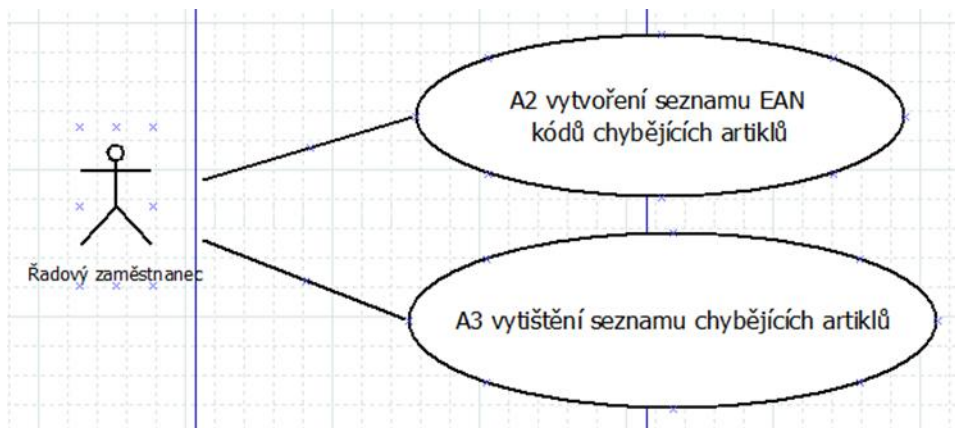 A2 vytvoření seznamu EAN
kódů chybějících artiklů
Řadový zaměstnanec
A3 vytištění seznamu chybějících artiklů